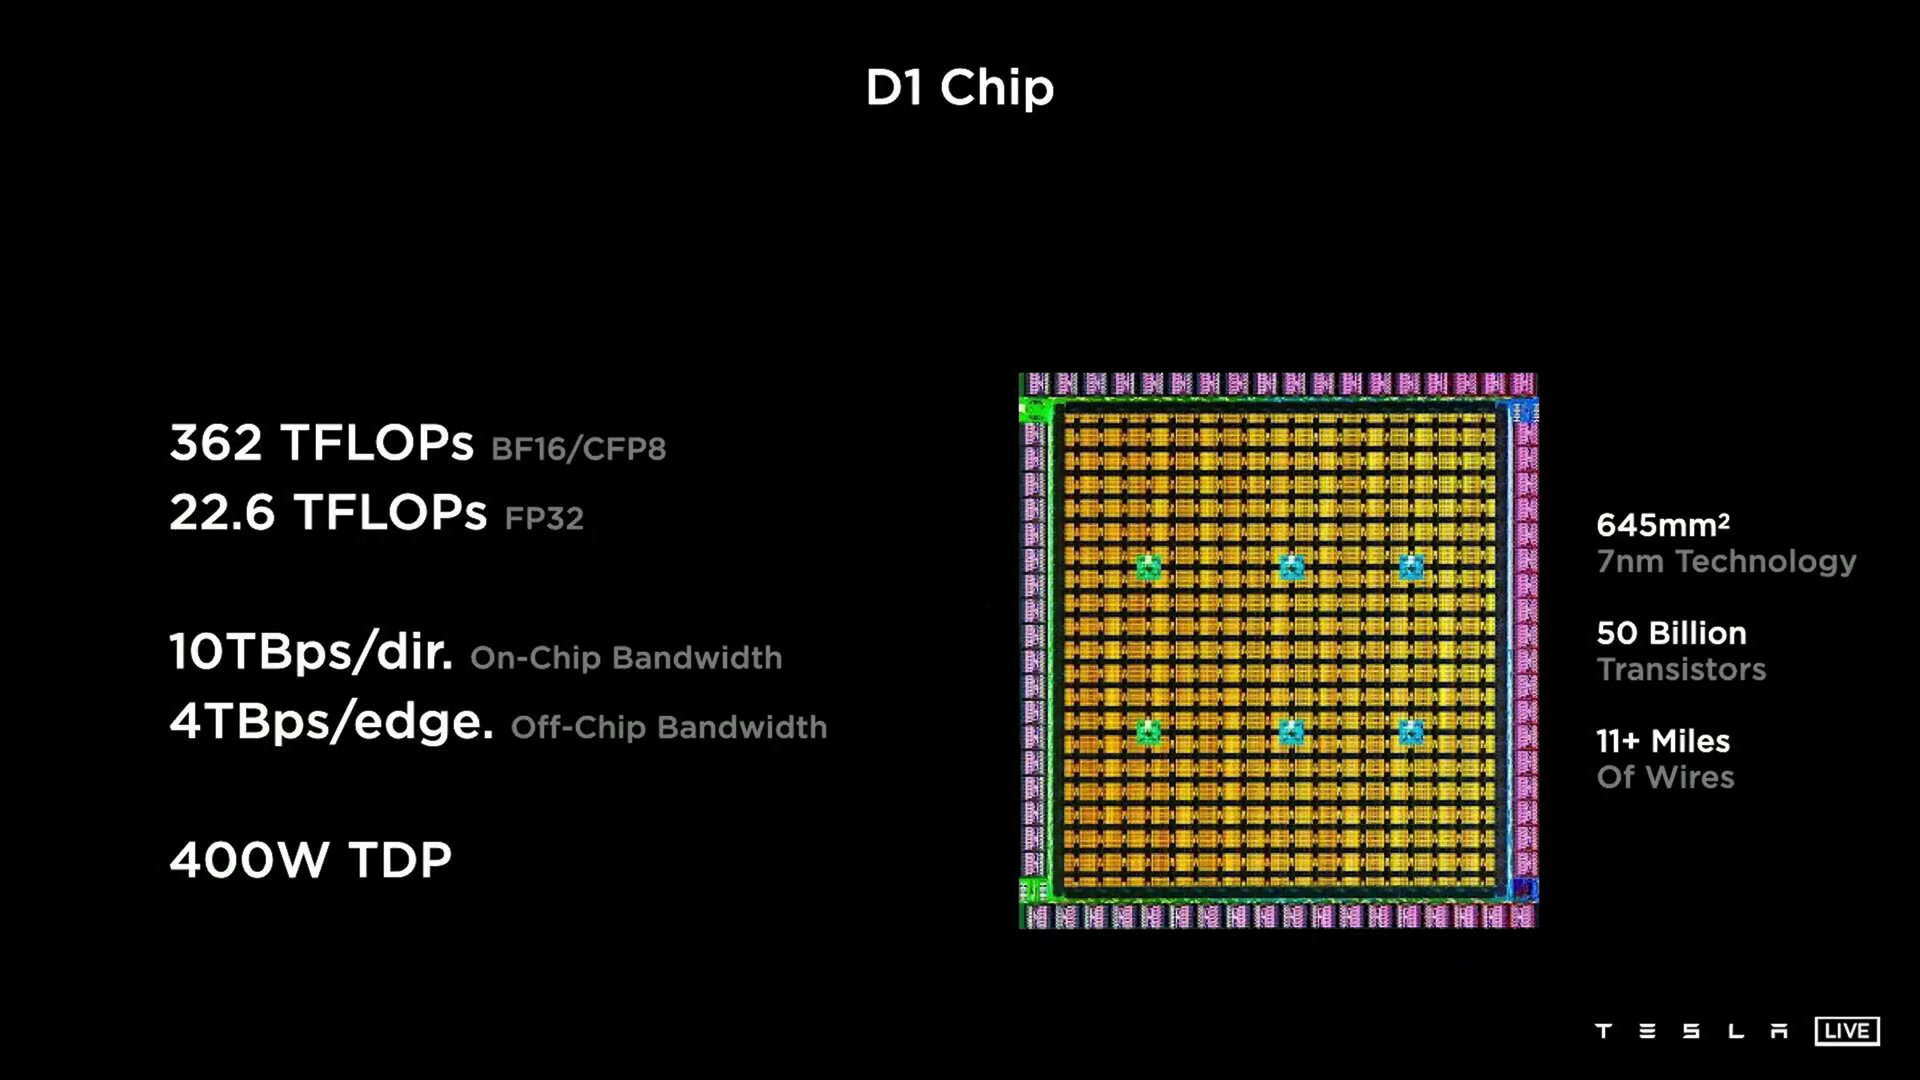 D1 Chip
362 TFLOPs BF16/CFP8
22.6 TFLOPs FP32
10TBps/dir. On-Chip Bandwidth
4TBps/edge. Off-Chip Bandwidth
400W TDP
645mm²
7nm Technology
50 Billion
Transistors
11+ Miles
Of Wires
TESLA LIVE